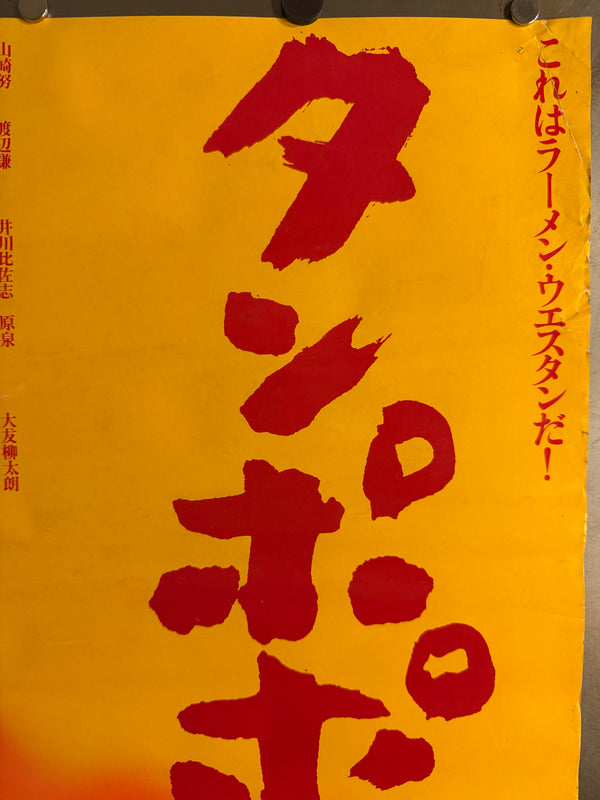 これはラーメン・ウエスタンだ！
タンポポ
山崎努　渡辺謙　井川比佐志　原泉　大友柳太朗